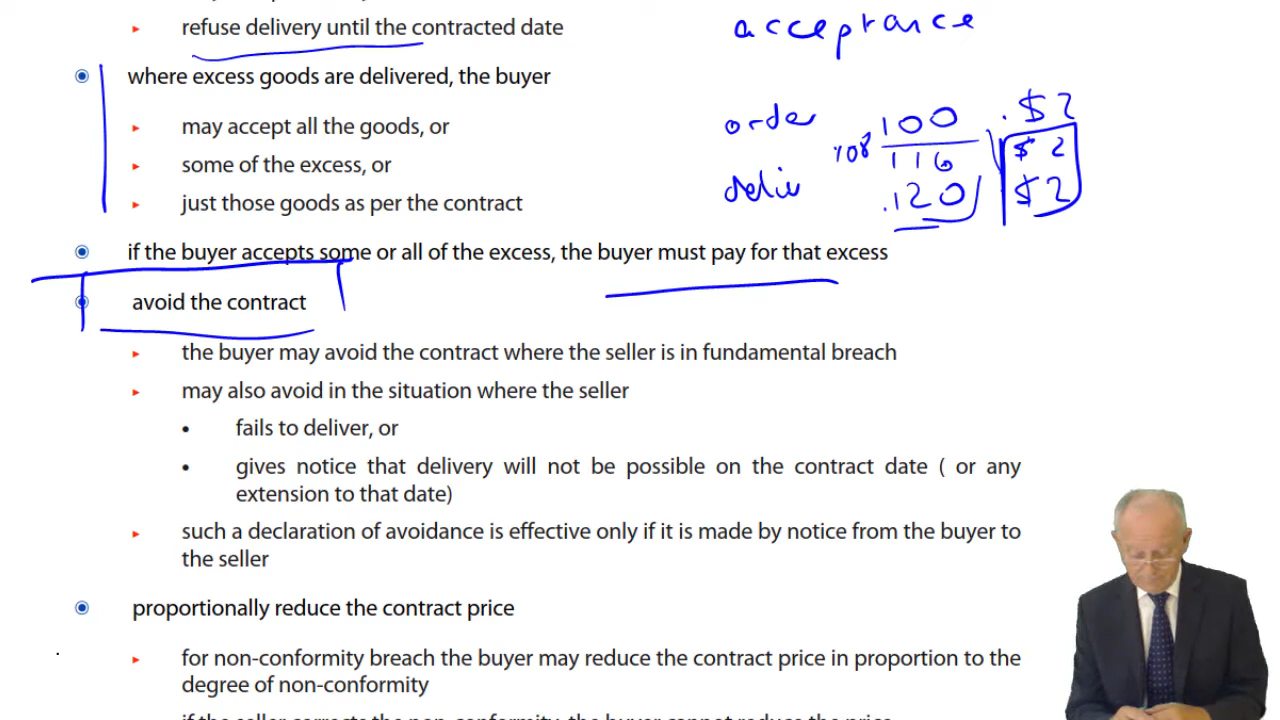 refuse delivery until the contracted date
acceptance
where excess goods are delivered, the buyer
may accept all the goods, or
some of the excess, or
just those goods as per the contract
order 100 $2
116 $2
deliv 120 $2
if the buyer accepts some or all of the excess, the buyer must pay for that excess
avoid the contract
the buyer may avoid the contract where the seller is in fundamental breach
may also avoid in the situation where the seller
fails to deliver, or
gives notice that delivery will not be possible on the contract date ( or any
extension to that date)
such a declaration of avoidance is effective only if it is made by notice from the buyer to
the seller
proportionally reduce the contract price
for non-conformity breach the buyer may reduce the contract price in proportion to the
degree of non-conformity